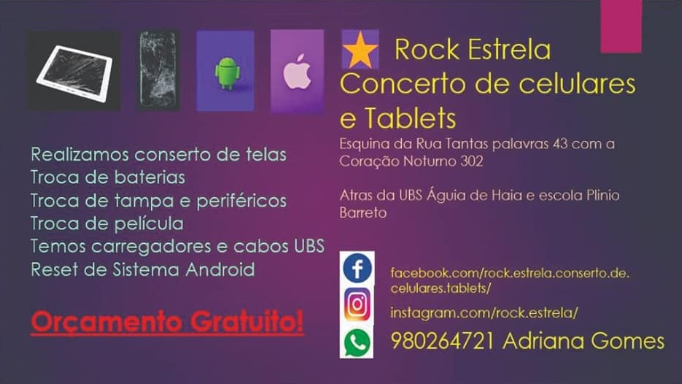 Rock Estrela
Concerto de celulares
e Tablets
Esquina da Rua Tantas palavras 43 com a
Coração Noturno 302
Atras da UBS Águia de Haia e escola Plinio
Barreto
Realizamos conserto de telas
Troca de baterias
Troca de tampa e periféricos
Troca de película
Temos carregadores e cabos UBS
Reset de Sistema Android
Orçamento Gratuito!
facebook.com/rock.estrela.conserto.de.
celulares.tablets/
instagram.com/rock.estrela/
980264721 Adriana Gomes